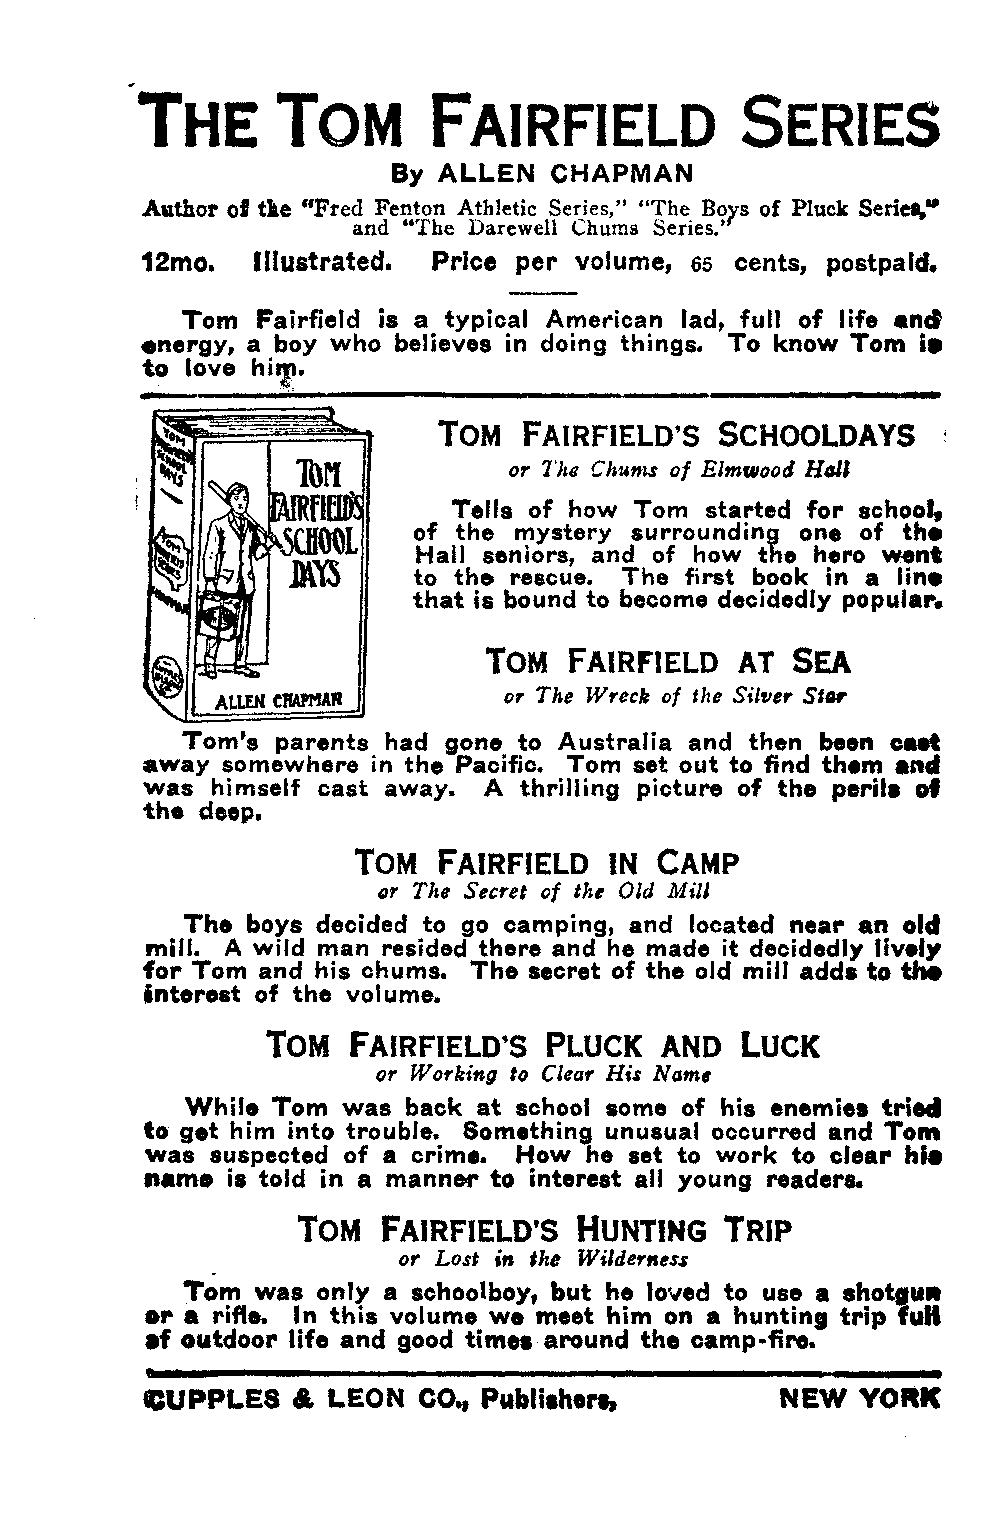 THE TOM FAIRFIELD SERIES
By ALLEN CHAPMAN
Author of the "Fred Fenton Athletic Series," "The Boys of Pluck Series,"
and "The Darewell Chums Series."
12mo. Illustrated. Price per volume, 65 cents, postpaid.
Tom Fairfield is a typical American lad, full of life and
energy, a boy who believes in doing things. To know Tom is
to love him.
TOM FAIRFIELD'S SCHOOL DAYS
ALLEN CHAPMAN
TOM FAIRFIELD'S SCHOOLDAYS
or The Chums of Elmwood Hall
Tells of how Tom started for school,
of the mystery surrounding one of the
Hall seniors, and of how the hero went
to the rescue. The first book in a line
that is bound to become decidedly popular.
TOM FAIRFIELD AT SEA
or The Wreck of the Silver Star
Tom's parents had gone to Australia and then been cast
away somewhere in the Pacific. Tom set out to find them and
was himself cast away. A thrilling picture of the perils of
the deep.
TOM FAIRFIELD IN CAMP
or The Secret of the Old Mill
The boys decided to go camping, and located near an old
mill. A wild man resided there and he made it decidedly lively
for Tom and his chums. The secret of the old mill adds to the
interest of the volume.
TOM FAIRFIELD'S PLUCK AND LUCK
or Working to Clear His Name
While Tom was back at school some of his enemies tried
to get him into trouble. Something unusual occurred and Tom
was suspected of a crime. How he set to work to clear his
name is told in a manner to interest all young readers.
TOM FAIRFIELD'S HUNTING TRIP
or Lost in the Wilderness
Tom was only a schoolboy, but he loved to use a shotgun
or a rifle. In this volume we meet him on a hunting trip full
of outdoor life and good times around the camp-fire.
CUPPLES & LEON CO., Publishers, NEW YORK